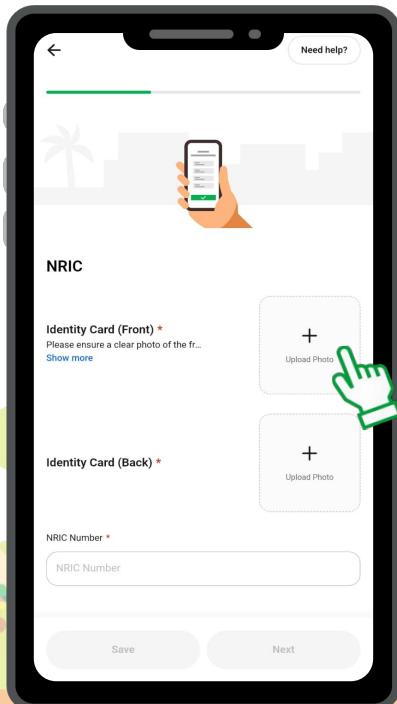 Need help?
NRIC
Identity Card (Front) *
Please ensure a clear photo of the fr...
Show more
Upload Photo
Identity Card (Back) *
Upload Photo
NRIC Number *
NRIC Number
Save
Next